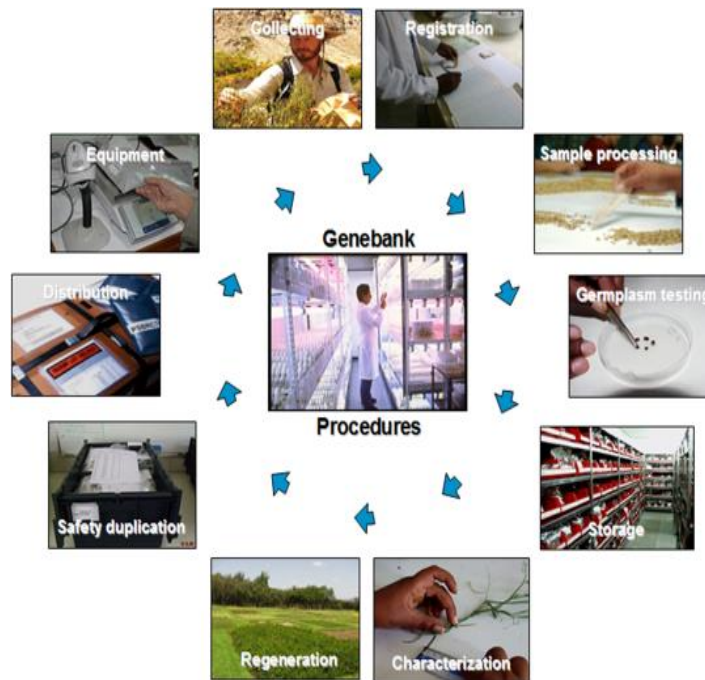 Collecting
Registration
Equipment
Sample processing
Genebank
Distribution
Germplasm testing
Procedures
Safety duplication
Storage
Regeneration
Characterization